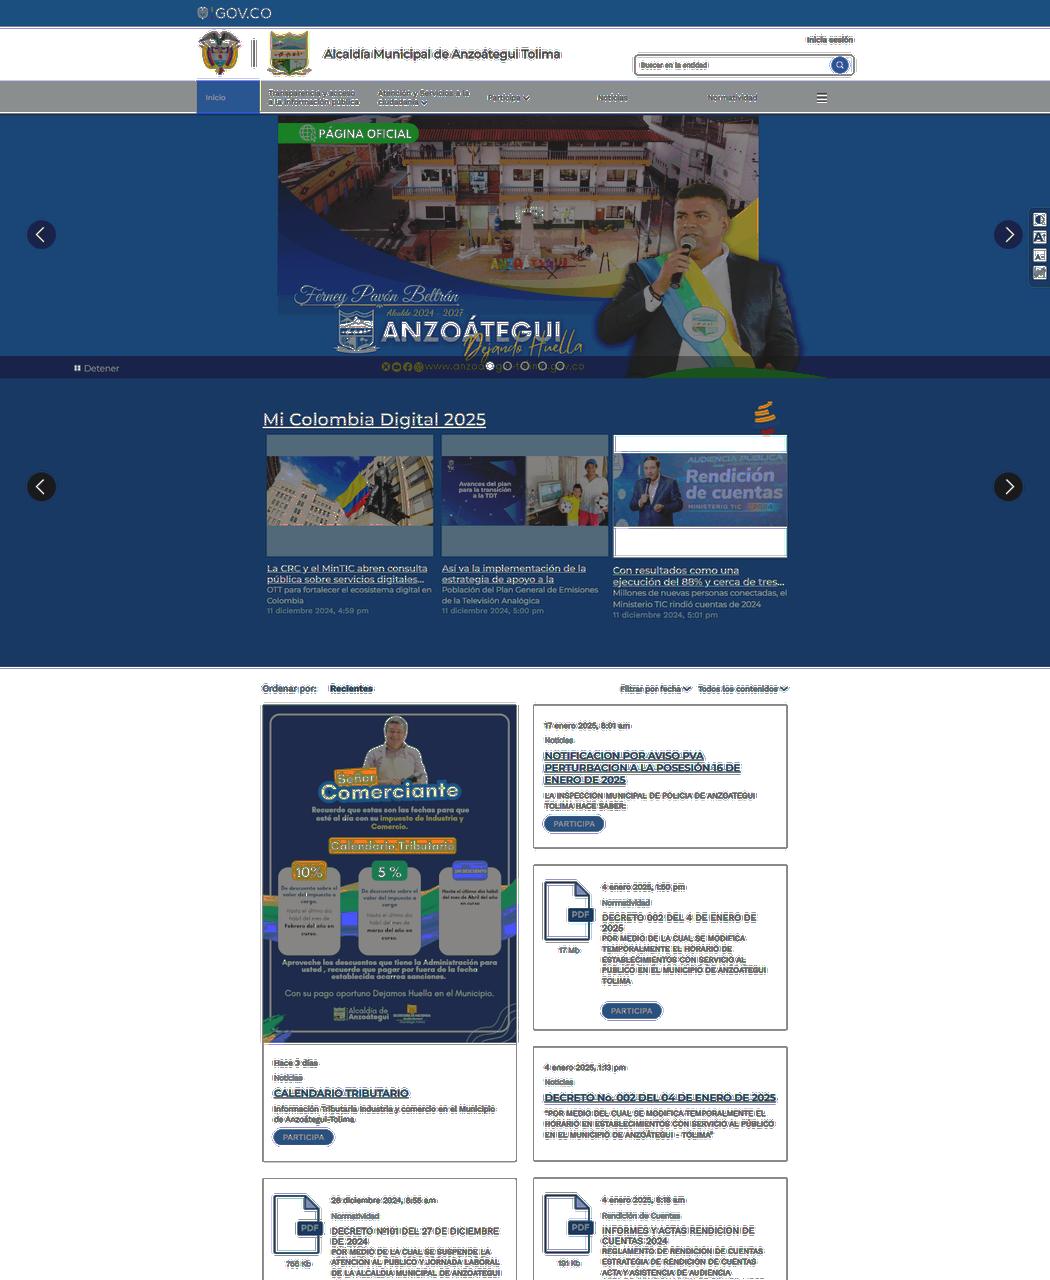 GOV.CO
Alcaldía Municipal de Anzoátegui Tolima
Inicia sesión
Buscar en la entidad
Inicio
Transparencia y acceso
a la información pública
Atención y Servicios a la
ciudadanía
Participa
Noticias
Normatividad
PÁGINA OFICIAL
ANZOÁTEGUI
Ferney Pavón Beltrán
Alcalde 2024 - 2027
ANZOÁTEGUI
Dejando Huella
www.anzoategui-tolima.gov.co
Detener
Mi Colombia Digital 2025
Avances del plan
para la transición
a la TDT
AUDIENCIA PÚBLICA
Rendición
de cuentas
MINISTERIO TIC
La CRC y el MinTIC abren consulta
pública sobre servicios digitales...
OTT para fortalecer el ecosistema digital en
Colombia
11 diciembre 2024, 4:59 pm
Así va la implementación de la
estrategia de apoyo a la
Población del Plan General de Emisiones
de la Televisión Analógica
11 diciembre 2024, 5:00 pm
Con resultados como una
ejecución del 88% y cerca de tres...
Millones de nuevas personas conectadas, el
Ministerio TIC rindió cuentas de 2024
11 diciembre 2024, 5:01 pm
Ordenar por:
Recientes
Filtrar por fecha
Todos los contenidos
Señor
Comerciante
Recuerde que estas son las fechas para que
esté al día con su impuesto de Industria y
Comercio.
Calendario Tributario
10%
De descuento sobre el
valor del impuesto a
cargo.
Hasta el último día
hábil del mes de
Febrero del año en
curso.
5 %
De descuento sobre el
valor del impuesto a
cargo.
Hasta el último día
hábil del mes de
marzo del año en
curso.
Hasta el último día hábil
del mes de Abril del año
en curso
Aproveche los descuentos que tiene la Administración para
usted , recuerde que pagar por fuera de la fecha
establecida acarrea sanciones.
Con su pago oportuno Dejamos Huella en el Municipio.
Alcaldía de
Anzoátegui
Hace 3 días
Noticias
CALENDARIO TRIBUTARIO
Información Tributaria Industria y comercio en el Municipio
de Anzoátegui-Tolima
PARTICIPA
17 enero 2025, 8:01 am
Noticias
NOTIFICACION POR AVISO PVA
PERTURBACION A LA POSESIÓN 16 DE
ENERO DE 2025
LA INSPECCIÓN MUNICIPAL DE POLICIA DE ANZOATEGUI
TOLIMA HACE SABER:
PARTICIPA
PDF
17 Mb
4 enero 2025, 1:50 pm
Normatividad
DECRETO 002 DEL 4 DE ENERO DE
2025
POR MEDIO DE LA CUAL SE MODIFICA
TEMPORALMENTE EL HORARIO DE
ESTABLECIMIENTOS CON SERVICIO AL
PUBLICO EN EL MUNICIPIO DE ANZOATEGUI
TOLIMA
PARTICIPA
4 enero 2025, 1:13 pm
Noticias
DECRETO No. 002 DEL 04 DE ENERO DE 2025
"POR MEDIO DEL CUAL SE MODIFICA TEMPORALMENTE EL
HORARIO EN ESTABLECIMIENTOS CON SERVICIO AL PÚBLICO
EN EL MUNICIPIO DE ANZOÁTEGUI - TOLIMA"
PDF
28 diciembre 2024, 8:55 am
Normatividad
DECRETO Nº101 DEL 27 DE DICIEMBRE
DE 2024
POR MEDIO DE LA CUAL SE SUSPENDE LA
ATENCION AL PUBLICO Y JORNADA LABORAL
DE LA ALCALDIA MUNICIPAL DE ANZOATEGUI
PDF
191 Kb
4 enero 2025, 8:18 am
Rendición de Cuentas
INFORMES Y ACTAS RENDICIÓN DE
CUENTAS 2024
REGLAMENTO DE RENDICIÓN DE CUENTAS
ESTRATEGIA DE RENDICIÓN DE CUENTAS
ACTA Y ASISTENCIA DE AUDIENCIA